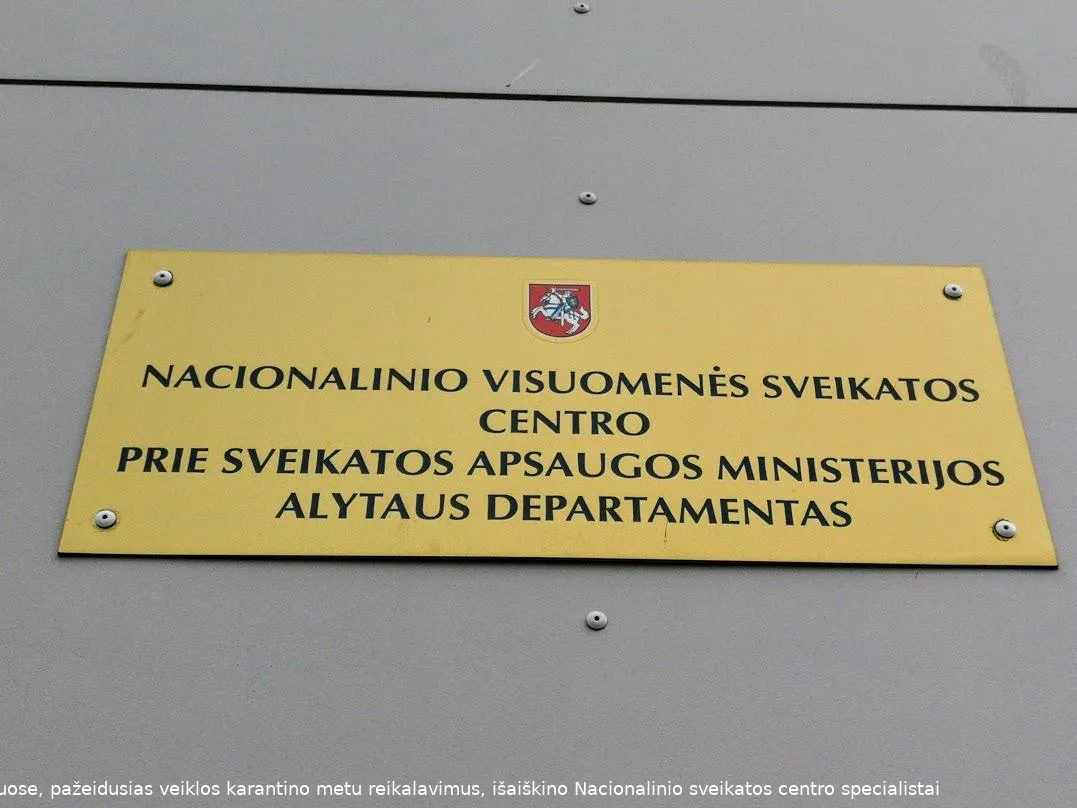 NACIONALINIO VISUOMENĖS SVEIKATOS
CENTRO
PRIE SVEIKATOS APSAUGOS MINISTERIJOS
ALYTAUS DEPARTAMENTAS
pažeidusias veiklos karantino metu reikalavimus, išaiškino Nacionalinio sveikatos centro specialistai